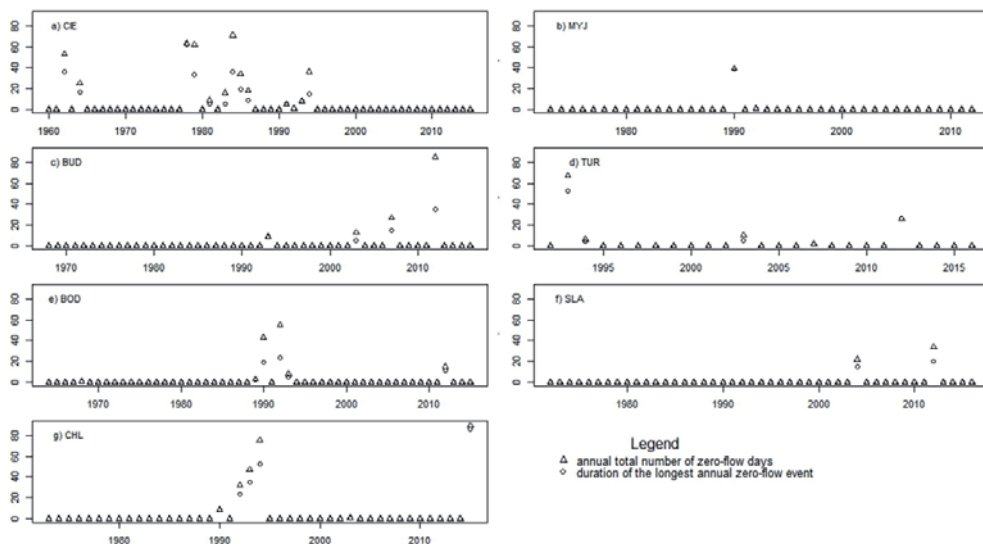 a) CIE
0 20 40 60 80
1960 1970 1980 1990 2000 2010
b) MYJ
0 20 40 60 80
1980 1990 2000 2010
c) BUD
0 20 40 60 80
1970 1980 1990 2000 2010
d) TUR
0 20 40 60 80
1995 2000 2005 2010 2015
e) BOD
0 20 40 60 80
1970 1980 1990 2000 2010
f) SLA
0 20 40 60 80
1980 1990 2000 2010
g) CHL
0 20 40 60 80
1980 1990 2000 2010
Legend
annual total number of zero-flow days
duration of the longest annual zero-flow event